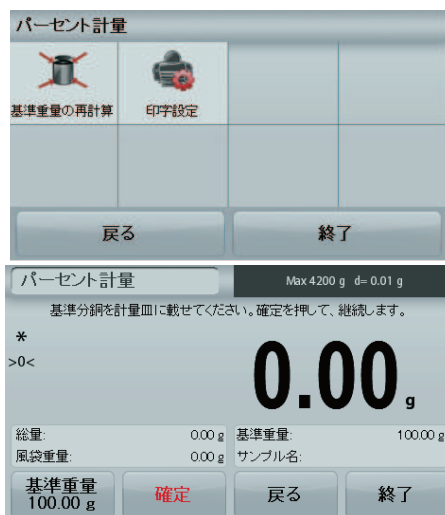 パーセント計量
基準重量の再計算 印字設定
戻る 終了
パーセント計量 Max 4200 g d= 0.01 g
基準分銅を計量皿に載せてください。確定を押して、継続します。
*
>0<
0.00 g
総量: 0.00 g 基準重量: 100.00 g
風袋重量: 0.00 g サンプル名:
基準重量 確定 戻る 終了
100.00 g